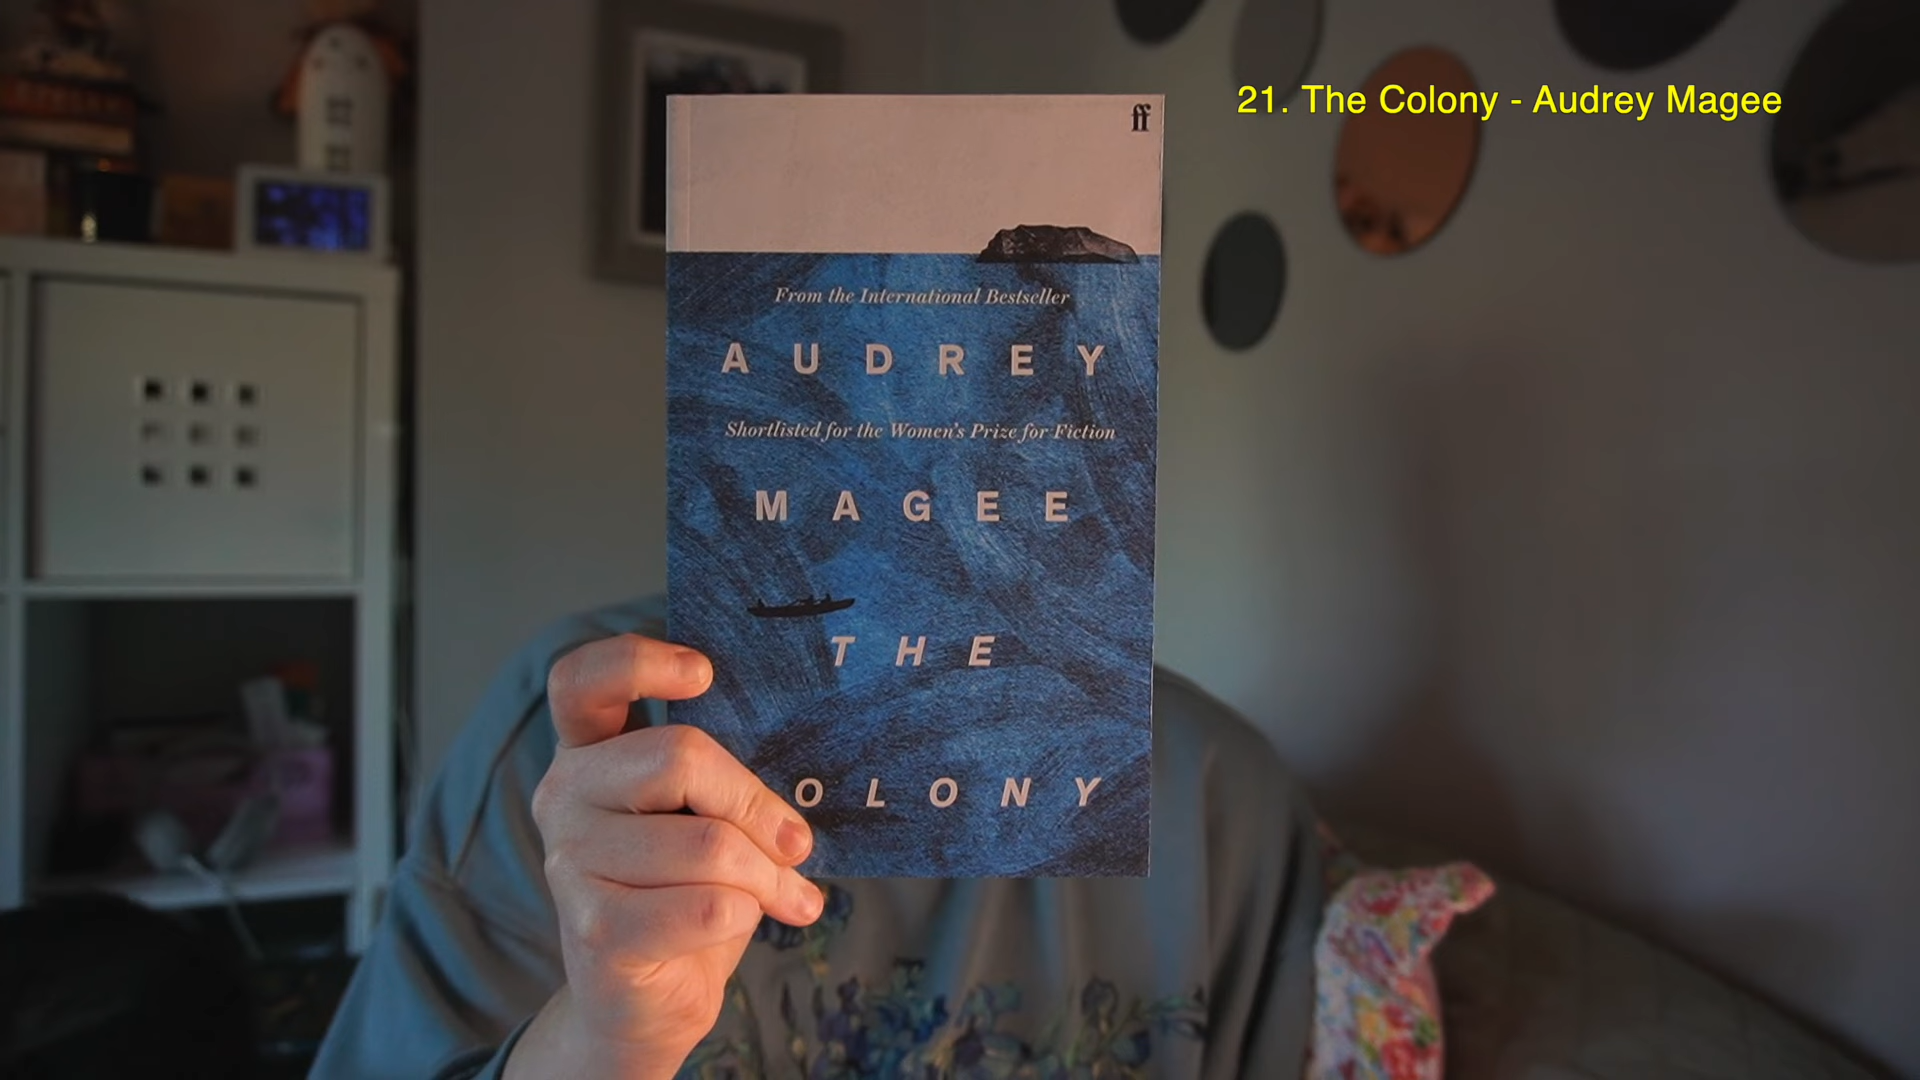 21. The Colony - Audrey Magee
ff
From the International Bestseller
AUDREY
Shortlisted for the Women's Prize for Fiction
MAGEE
THE
OLONY